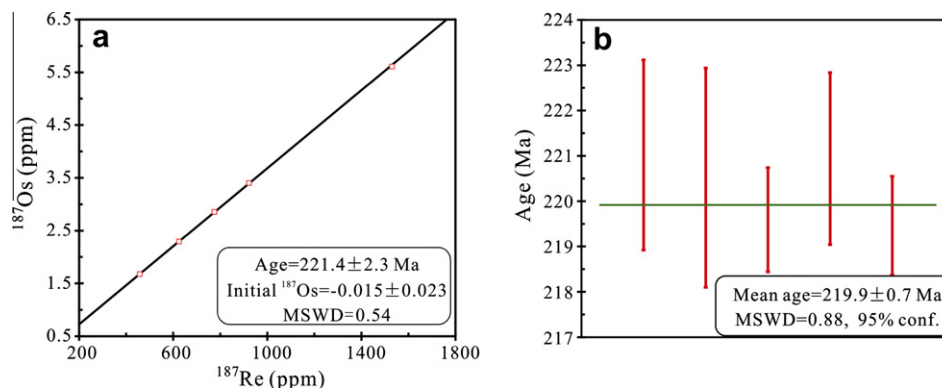 a
6.5
5.5
4.5
3.5
2.5
1.5
0.5
¹⁸⁷Os (ppm)
200
600
1000
1400
1800
¹⁸⁷Re (ppm)
Age=221.4±2.3 Ma
Initial ¹⁸⁷Os=-0.015±0.023
MSWD=0.54
b
224
223
222
221
220
219
218
217
Age (Ma)
Mean age=219.9±0.7 Ma
MSWD=0.88, 95% conf.